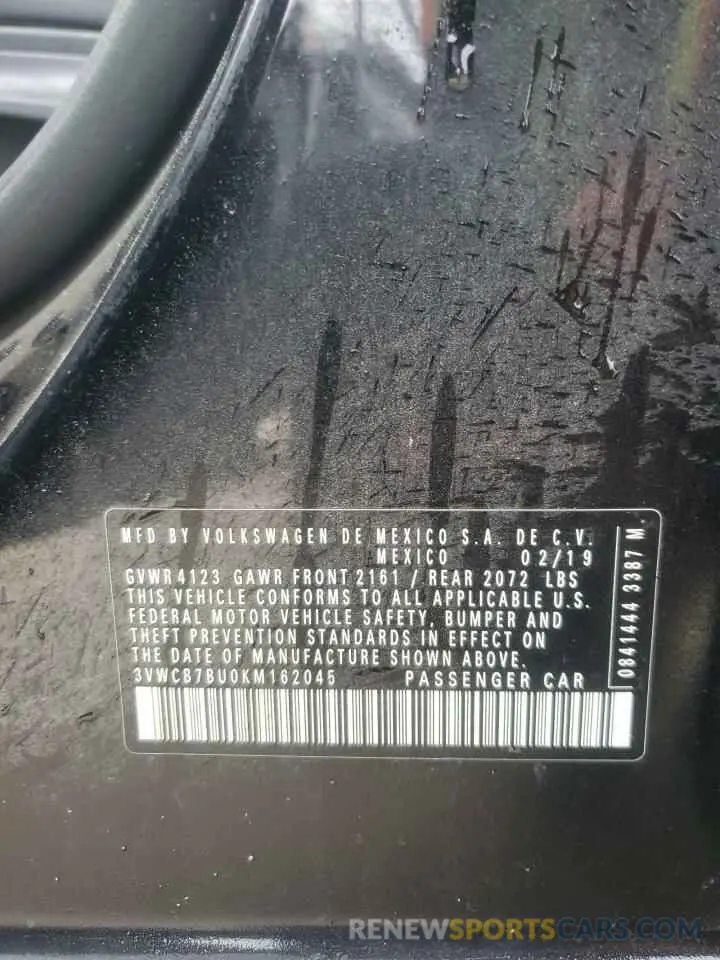 MFD BY VOLKSWAGEN DE MEXICO S.A. DE C.V.
MEXICO 02/19
GVWR 4123 GAWR FRONT 2161 / REAR 2072 LBS
THIS VEHICLE CONFORMS TO ALL APPLICABLE U.S.
FEDERAL MOTOR VEHICLE SAFETY, BUMPER AND
THEFT PREVENTION STANDARDS IN EFFECT ON
THE DATE OF MANUFACTURE SHOWN ABOVE.
3VWCB7BU0KM162045 PASSENGER CAR
0841444 3387 M.
RENEWSPORTSCARS.COM